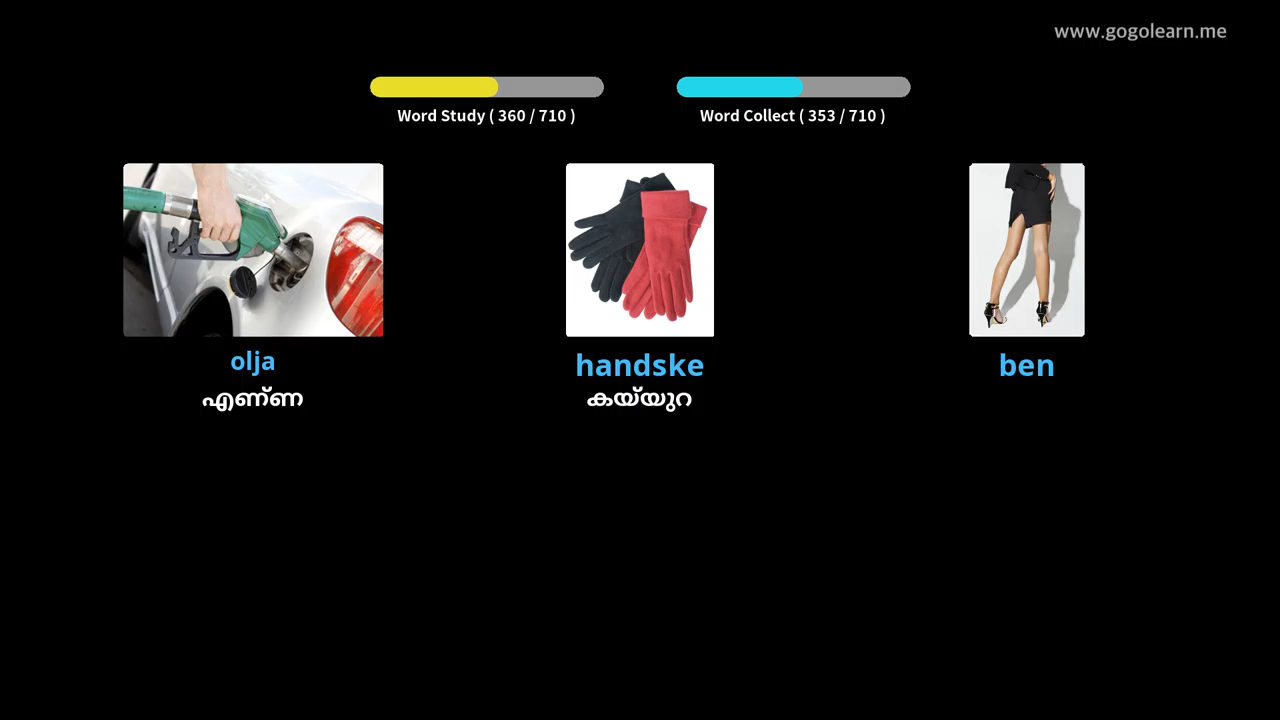 www.gogolearn.me
Word Study ( 360 / 710 )
Word Collect ( 353 / 710 )
olja
handske
ben
എണ്ണ
കയ്യുറ